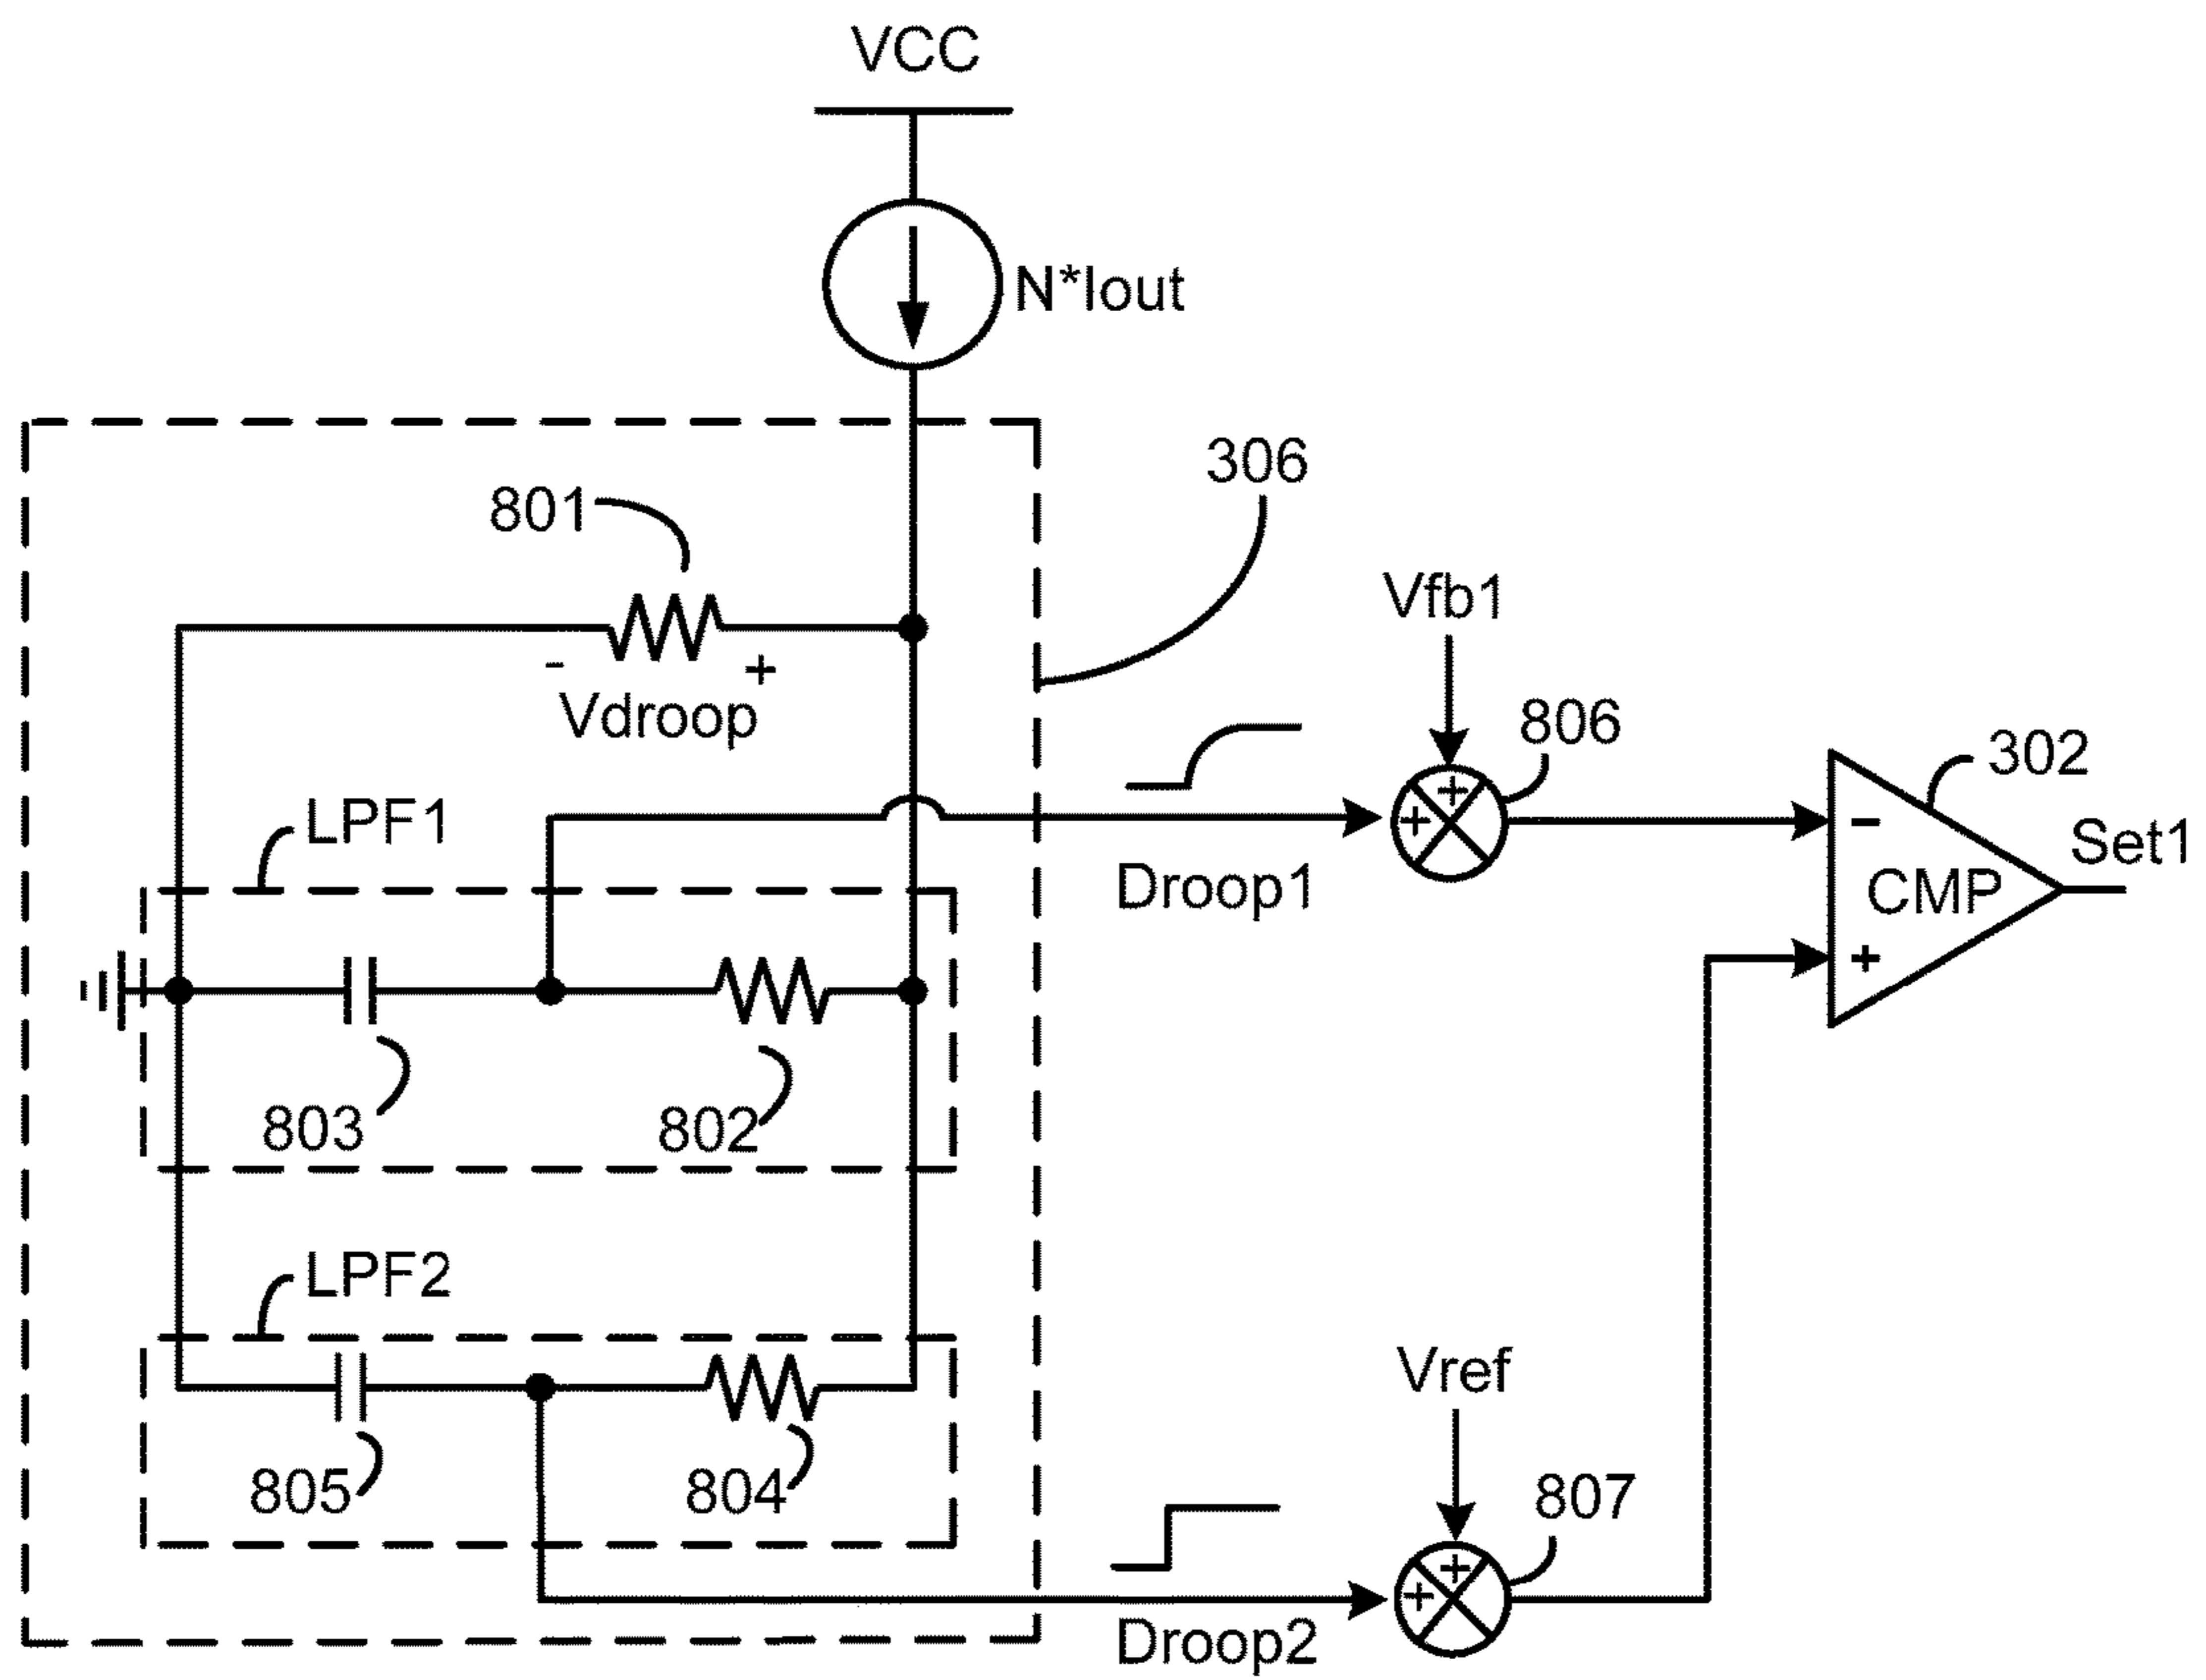 VCC
N*Iout
306
801
- +
Vdroop
Vfb1
806
302
LPF1
Droop1
+ +
-
CMP
+
Set1
803
802
LPF2
Vref
805
804
807
+ +
Droop2